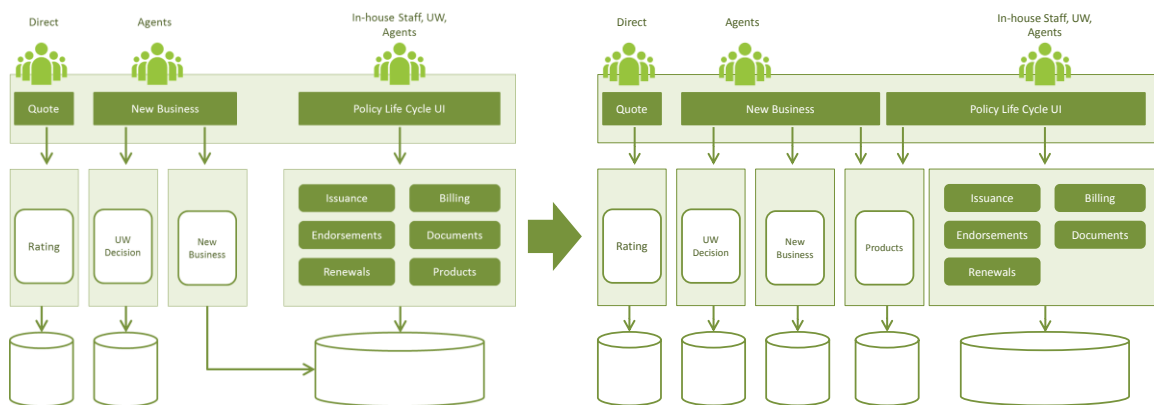 Direct
Agents
In-house Staff, UW,
Agents
Quote
New Business
Policy Life Cycle UI
Rating
UW
Decision
New
Business
Issuance
Billing
Endorsements
Documents
Renewals
Products
Direct
Agents
In-house Staff, UW,
Agents
Quote
New Business
Policy Life Cycle UI
Rating
UW
Decision
New
Business
Products
Issuance
Billing
Endorsements
Documents
Renewals